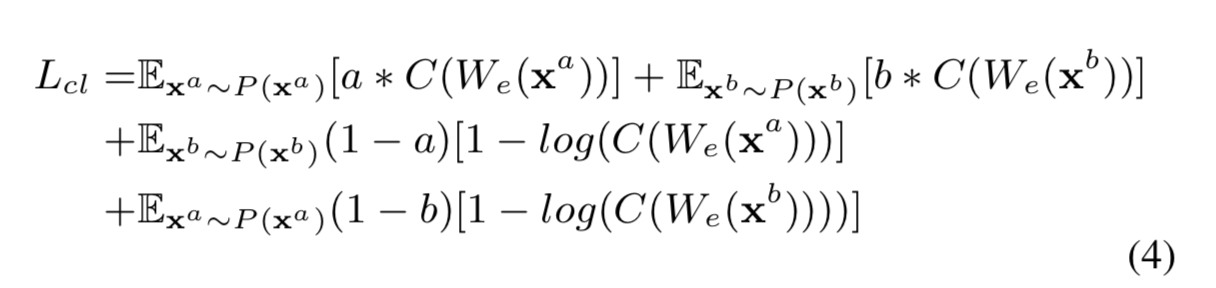 L_{cl} =𝔼_{𝐱^a∼P(𝐱^a)}[a ∗ C(W_e(𝐱^a))] + 𝔼_{𝐱^b∼P(𝐱^b)}[b ∗ C(W_e(𝐱^b))]
+𝔼_{𝐱^b∼P(𝐱^b)}(1 − a)[1 − log(C(W_e(𝐱^a)))]
+𝔼_{𝐱^a∼P(𝐱^a)}(1 − b)[1 − log(C(W_e(𝐱^b))))]
(4)